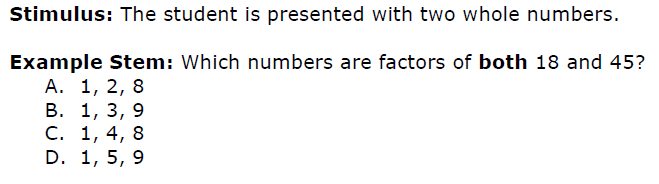 Stimulus: The student is presented with two whole numbers.
Example Stem: Which numbers are factors of both 18 and 45?
A. 1, 2, 8
B. 1, 3, 9
C. 1, 4, 8
D. 1, 5, 9